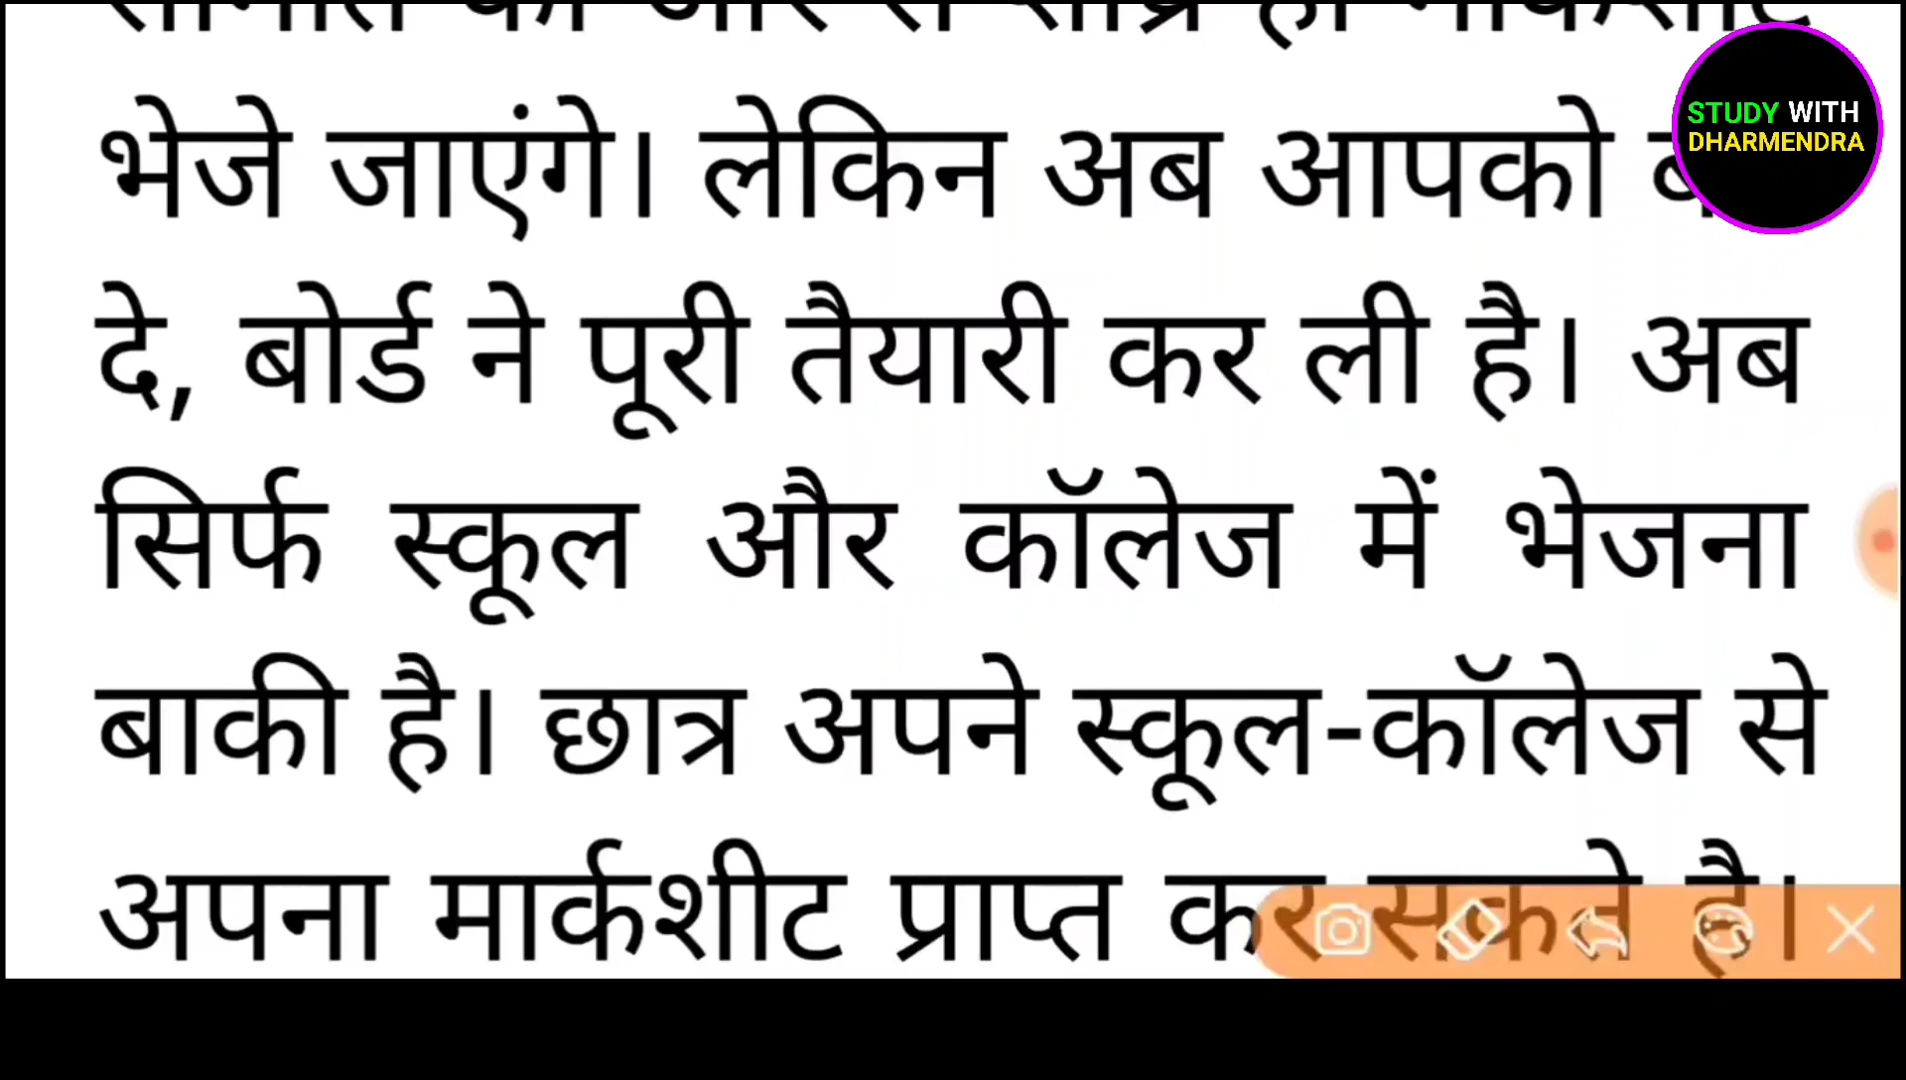 भेजे जाएंगे। लेकिन अब आपको
STUDY WITH
DHARMENDRA
दे, बोर्ड ने पूरी तैयारी कर ली है। अब
सिर्फ स्कूल और कॉलेज में भेजना
बाकी है। छात्र अपने स्कूल-कॉलेज से
अपना मार्कशीट प्राप्त कर सकते है।